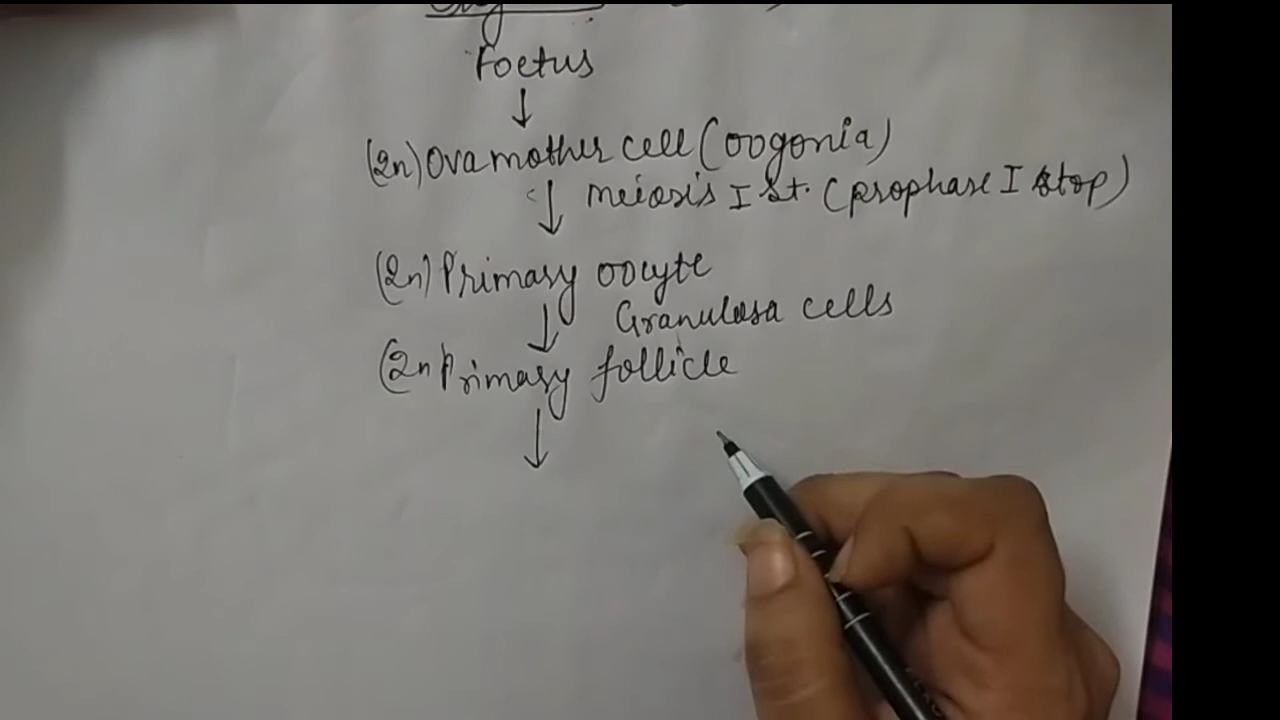 Foetus
(2n) Ova mother cell (oogonia)
Meiosis I st. (prophase I stop)
(2n) Primary oocyte
Granulosa cells
(2n Primary follicle